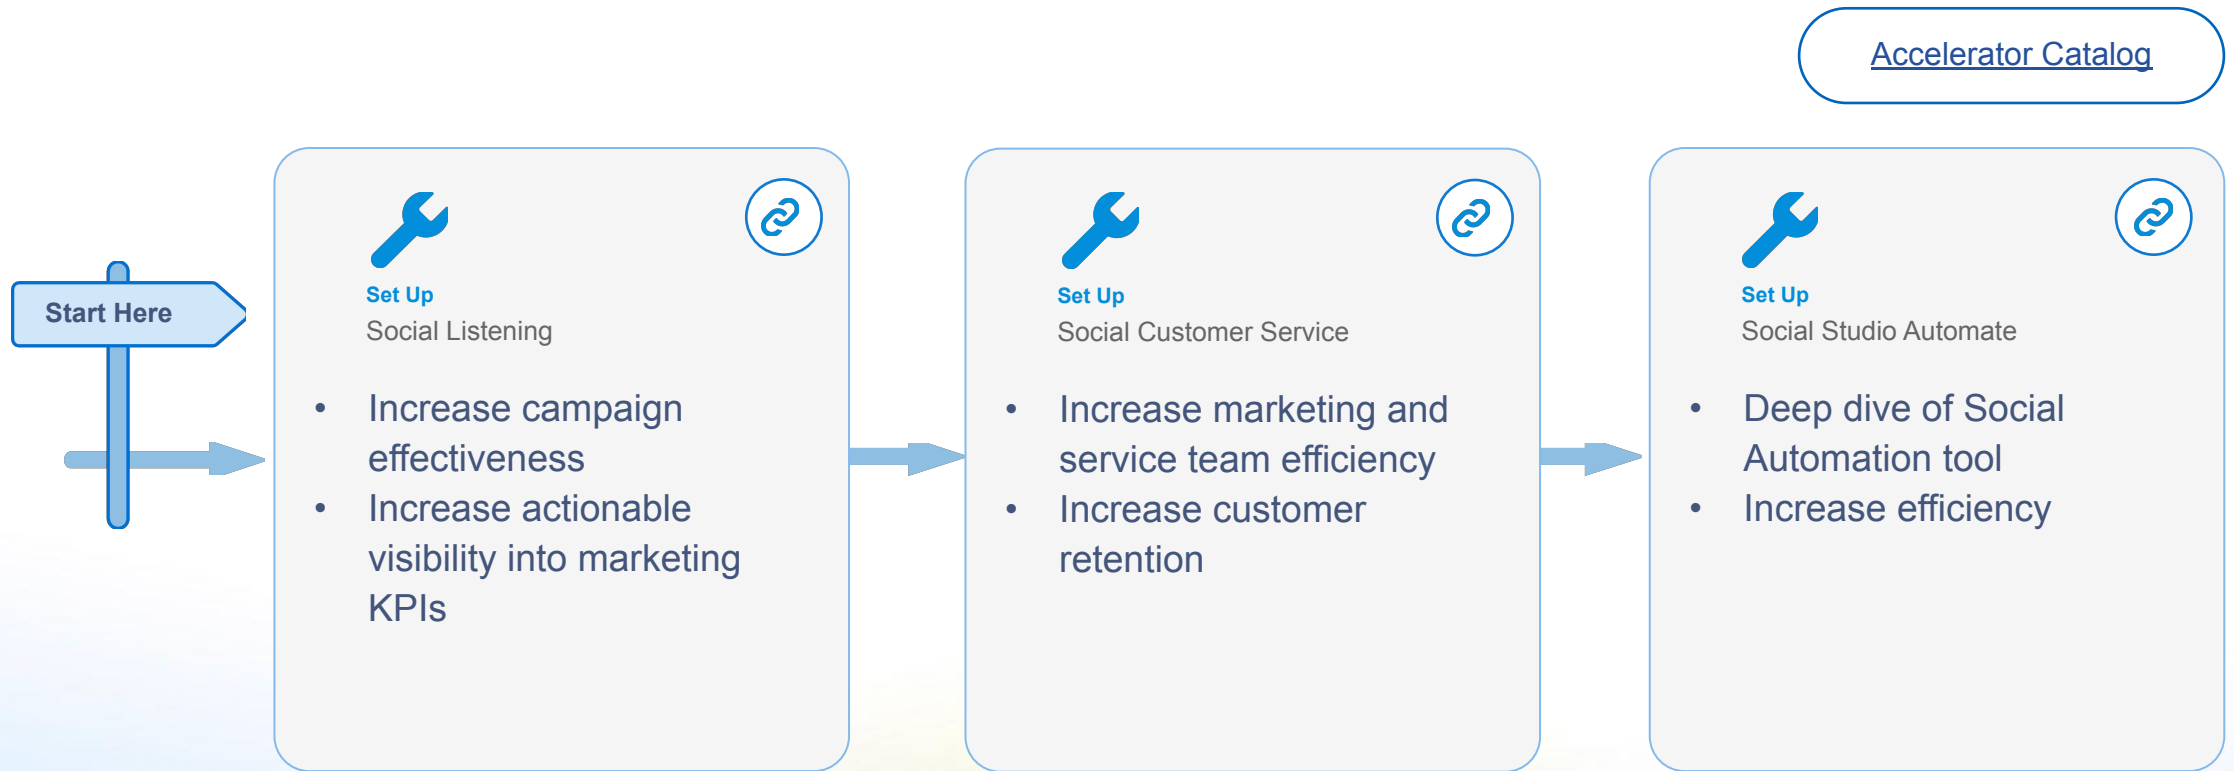 Accelerator Catalog
Start Here
Set Up
Social Listening
• Increase campaign
effectiveness
• Increase actionable
visibility into marketing
KPIs
Set Up
Social Customer Service
• Increase marketing and
service team efficiency
• Increase customer
retention
Set Up
Social Studio Automate
• Deep dive of Social
Automation tool
• Increase efficiency